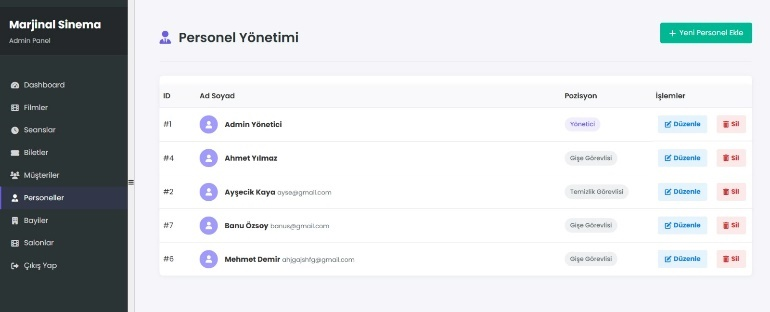 Marjinal Sinema
Admin Panel
Dashboard
Filmler
Seanslar
Biletler
Müşteriler
Personeller
Bayiler
Salonlar
Çıkış Yap
Personel Yönetimi
+ Yeni Personel Ekle
ID Ad Soyad Pozisyon İşlemler
#1 Admin Yönetici Yönetici Düzenle Sil
#4 Ahmet Yılmaz Gişe Görevlisi Düzenle Sil
#2 Ayşecik Kaya ayse@gmail.com Temizlik Görevlisi Düzenle Sil
#7 Banu Özsoy banus@gmail.com Gişe Görevlisi Düzenle Sil
#6 Mehmet Demir ahjgajshfg@gmail.com Gişe Görevlisi Düzenle Sil